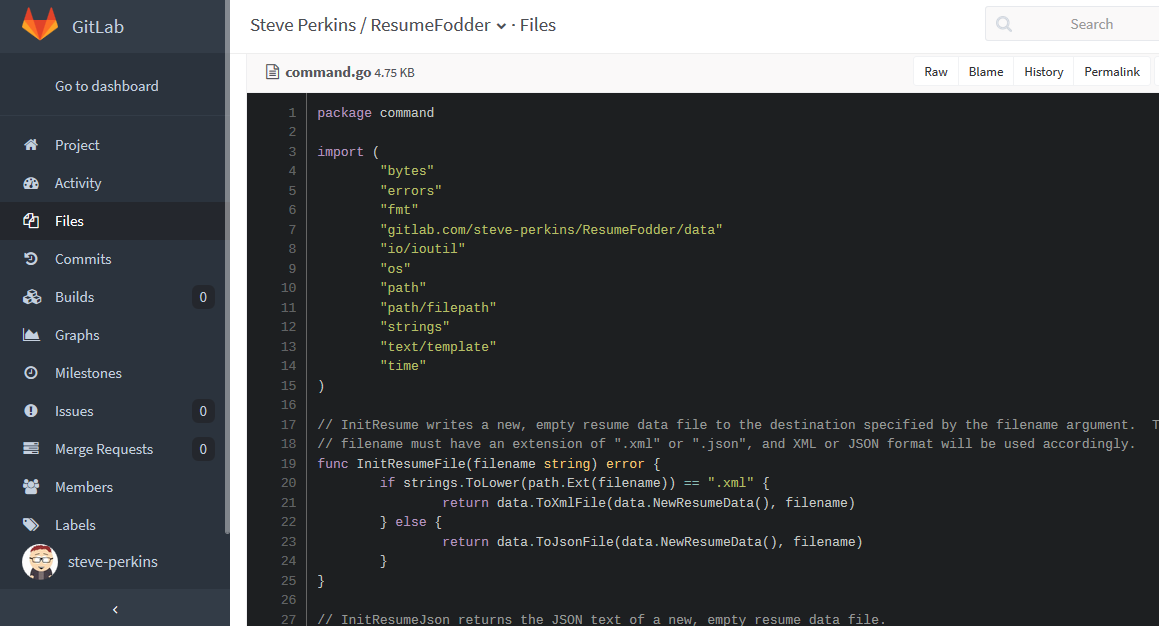 GitLab
Go to dashboard
Project
Activity
Files
Commits
Builds 0
Graphs
Milestones
Issues 0
Merge Requests 0
Members
Labels
steve-perkins
‹
Steve Perkins / ResumeFodder · Files
Search
command.go 4.75 KB
Raw Blame History Permalink
1 package command
2
3 import (
4 "bytes"
5 "errors"
6 "fmt"
7 "gitlab.com/steve-perkins/ResumeFodder/data"
8 "io/ioutil"
9 "os"
10 "path"
11 "path/filepath"
12 "strings"
13 "text/template"
14 "time"
15 )
16
17 // InitResume writes a new, empty resume data file to the destination specified by the filename argument. T
18 // filename must have an extension of ".xml" or ".json", and XML or JSON format will be used accordingly.
19 func InitResumeFile(filename string) error {
20 if strings.ToLower(path.Ext(filename)) == ".xml" {
21 return data.ToXmlFile(data.NewResumeData(), filename)
22 } else {
23 return data.ToJsonFile(data.NewResumeData(), filename)
24 }
25 }
26
27 // InitResumeJson returns the JSON text of a new, empty resume data file.